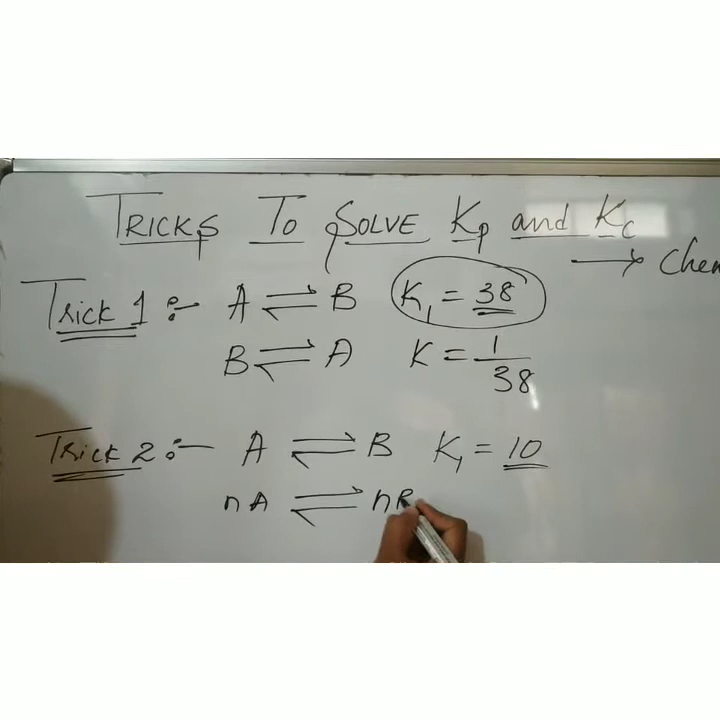 TRICKS TO SOLVE Kp and Kc
→ Chem
Trick 1 :- A ⇌ B K₁ = 38
B ⇌ A K = 1/38
Trick 2 :- A ⇌ B K₁ = 10
nA ⇌ nB